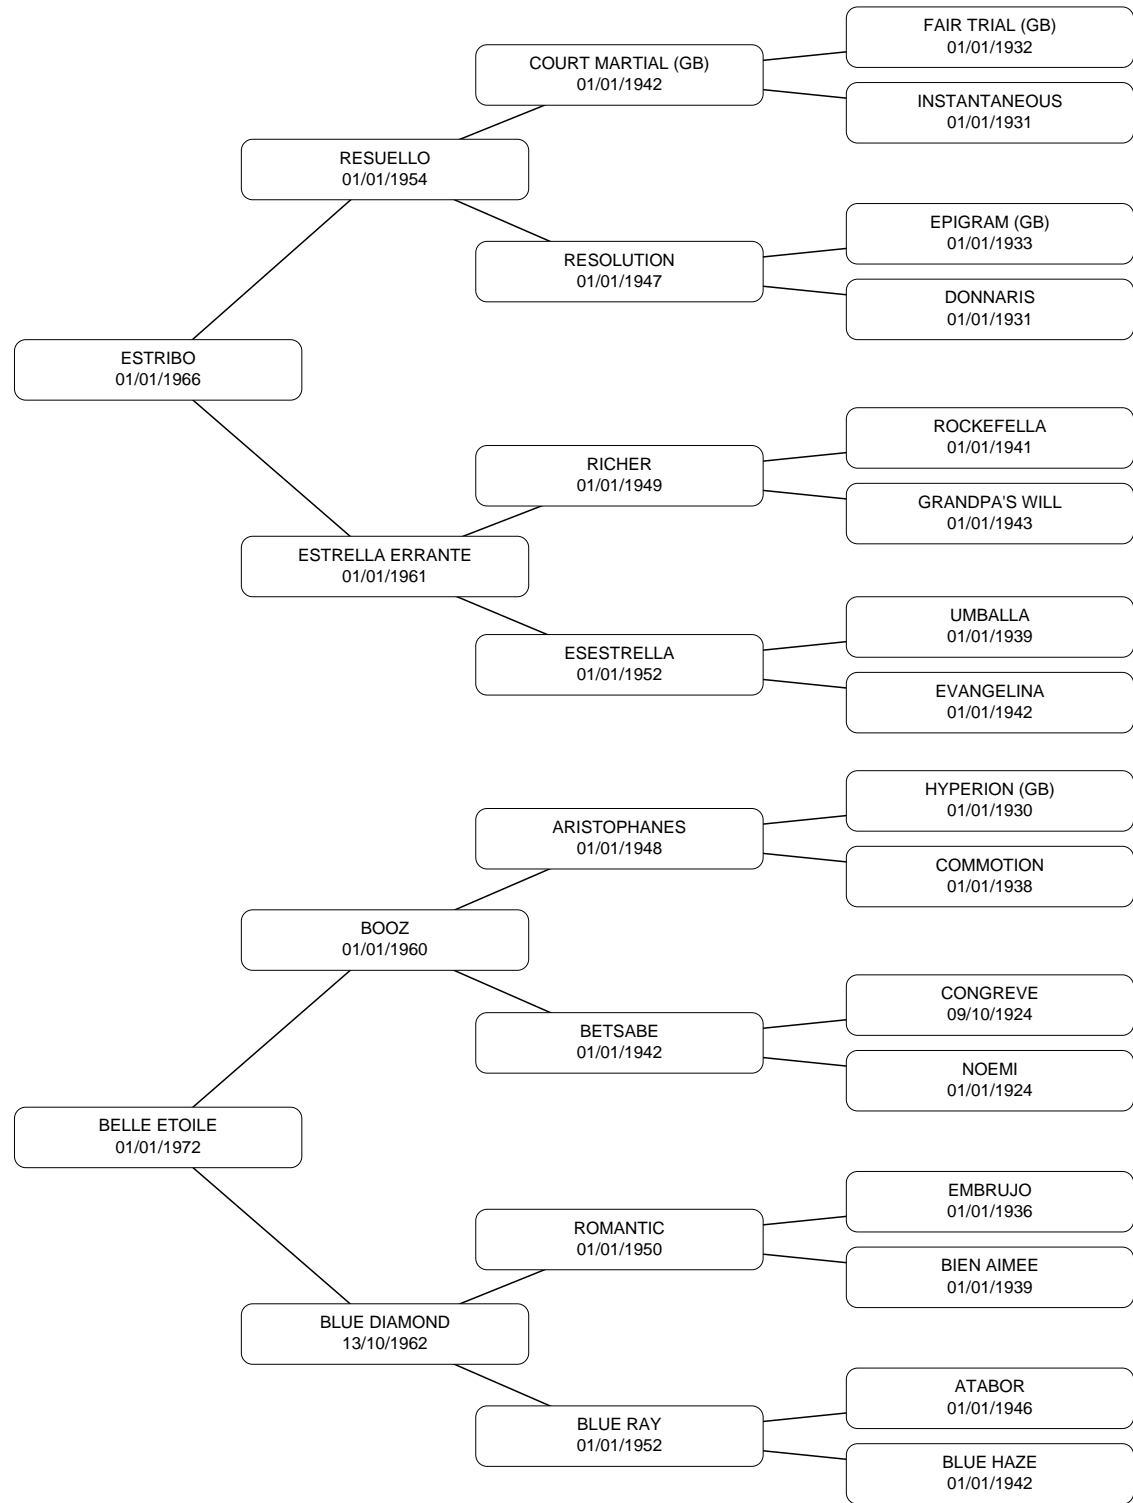 FAIR TRIAL (GB)
01/01/1932
COURT MARTIAL (GB)
01/01/1942
INSTANTANEOUS
01/01/1931
RESUELLO
01/01/1954
EPIGRAM (GB)
01/01/1933
RESOLUTION
01/01/1947
DONNARIS
01/01/1931
ESTRIBO
01/01/1966
ROCKEFELLA
01/01/1941
RICHER
01/01/1949
GRANDPA'S WILL
01/01/1943
ESTRELLA ERRANTE
01/01/1961
UMBALLA
01/01/1939
ESESTRELLA
01/01/1952
EVANGELINA
01/01/1942
HYPERION (GB)
01/01/1930
ARISTOPHANES
01/01/1948
COMMOTION
01/01/1938
BOOZ
01/01/1960
CONGREVE
09/10/1924
BETSABE
01/01/1942
NOEMI
01/01/1924
BELLE ETOILE
01/01/1972
EMBRUJO
01/01/1936
ROMANTIC
01/01/1950
BIEN AIMEE
01/01/1939
BLUE DIAMOND
13/10/1962
ATABOR
01/01/1946
BLUE RAY
01/01/1952
BLUE HAZE
01/01/1942